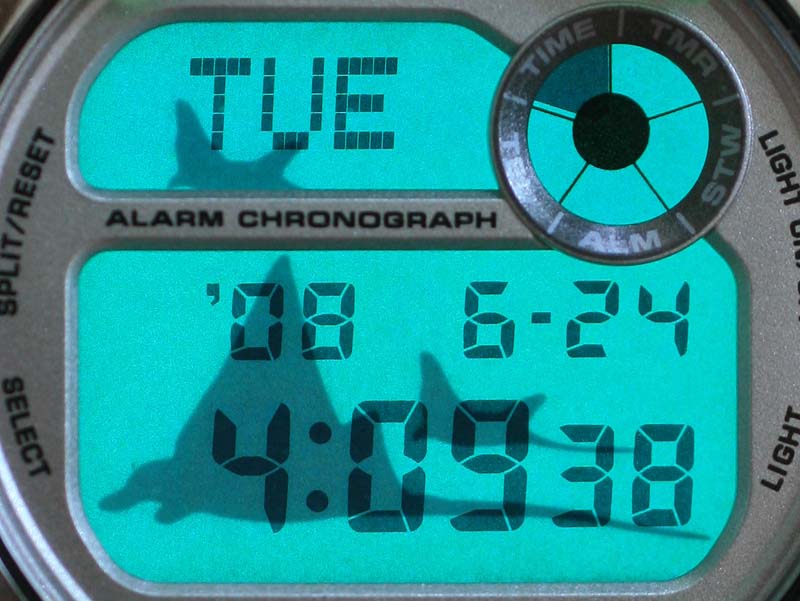 TUE
TIME
TMR
STW
ALM
ALARM CHRONOGRAPH
SPLIT/RESET
LIGHT
'08 6-24
4:09 38
SELECT
LIGHT